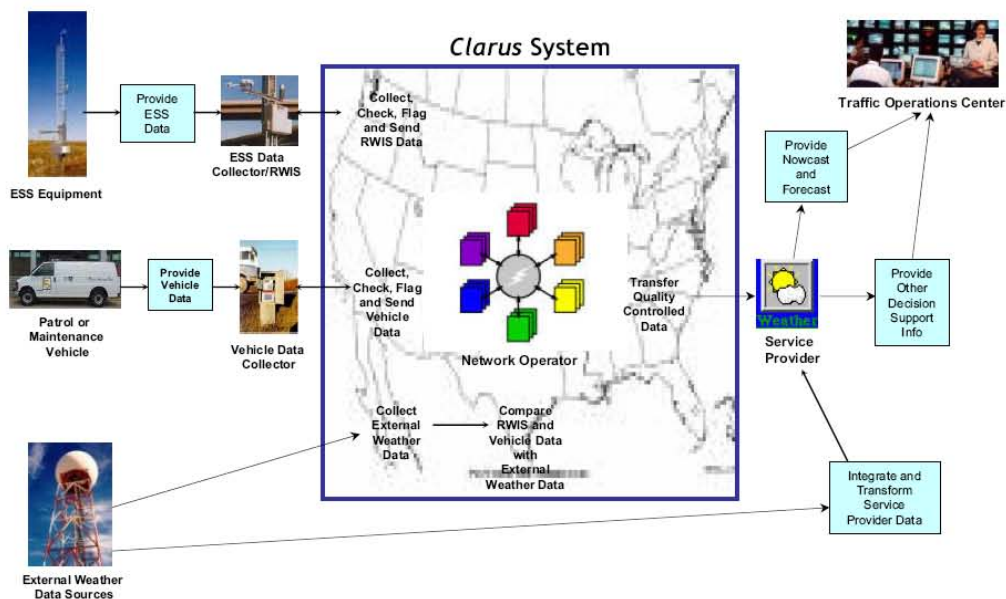 Clarus System
Provide
ESS
Data
ESS Equipment
ESS Data
Collector/RWIS
Collect,
Check, Flag
and Send
RWIS Data
Traffic Operations Center
Provide
Nowcast
and
Forecast
Provide
Vehicle
Data
Patrol or
Maintenance
Vehicle
Vehicle Data
Collector
Collect,
Check, Flag
and Send
Vehicle
Data
Network Operator
Transfer
Quality
Controlled
Data
Weather
Service
Provider
Provide
Other
Decision
Support
Info
Collect
External
Weather
Data
Compare
RWIS and
Vehicle Data
with
External
Weather Data
Integrate and
Transform
Service
Provider Data
External Weather
Data Sources